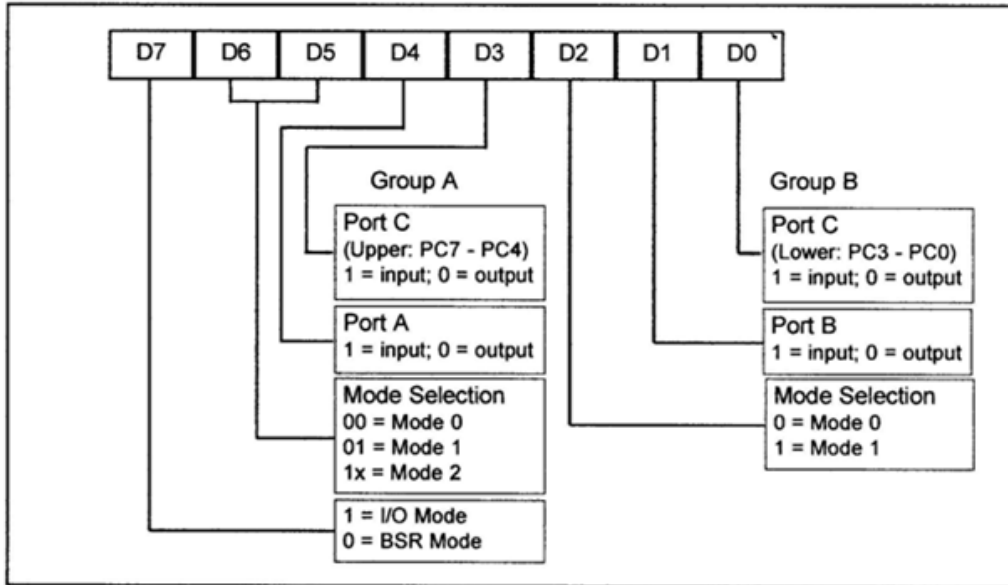 D7 D6 D5 D4 D3 D2 D1 D0
Group A
Port C
(Upper: PC7 - PC4)
1 = input; 0 = output
Port A
1 = input; 0 = output
Mode Selection
00 = Mode 0
01 = Mode 1
1x = Mode 2
1 = I/O Mode
0 = BSR Mode
Group B
Port C
(Lower: PC3 - PC0)
1 = input; 0 = output
Port B
1 = input; 0 = output
Mode Selection
0 = Mode 0
1 = Mode 1